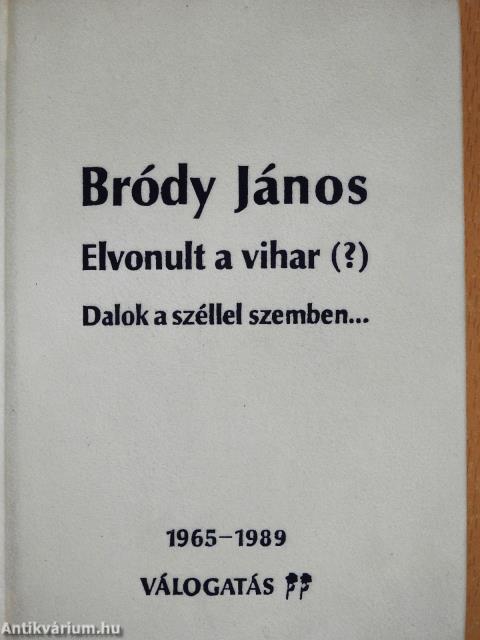 Bródy János
Elvonult a vihar (?)
Dalok a széllel szemben...
1965-1989
VÁLOGATÁS
Antikvárium.hu